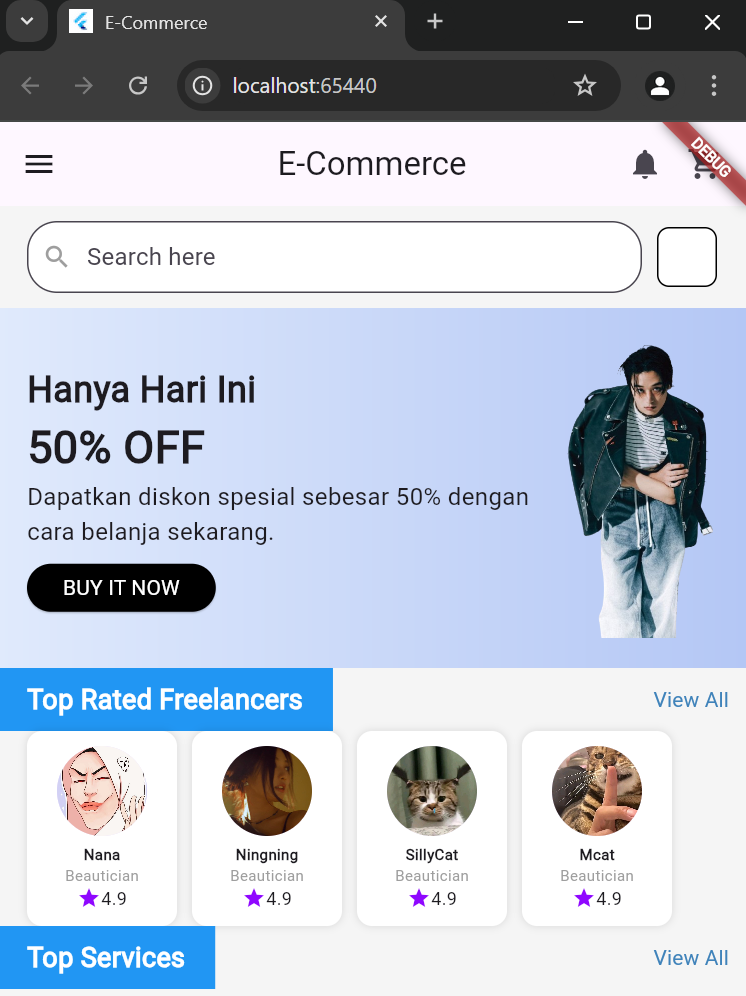 E-Commerce
localhost:65440
E-Commerce
DEBUG
Search here
Hanya Hari Ini
50% OFF
Dapatkan diskon spesial sebesar 50% dengan
cara belanja sekarang.
BUY IT NOW
Top Rated Freelancers
View All
Nana
Beautician
4.9
Ningning
Beautician
4.9
SillyCat
Beautician
4.9
Mcat
Beautician
4.9
Top Services
View All